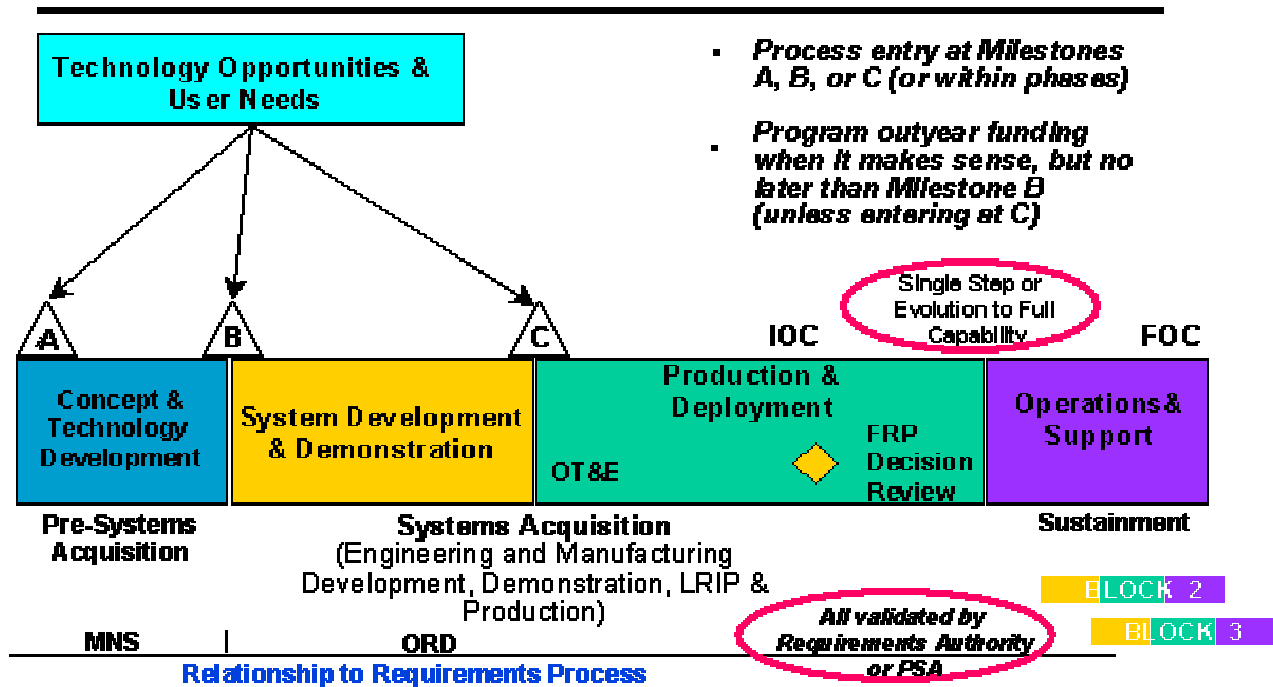 Technology Opportunities &
User Needs
▪ Process entry at Milestones
A, B, or C (or within phases)
▪ Program outyear funding
when it makes sense, but no
later than Milestone B
(unless entering at C)
Single Step or
Evolution to Full
Capability
A
B
C
IOC
FOC
Concept &
Technology
Development
System Development
& Demonstration
Production &
Deployment
OT&E
FRP
Decision
Review
Operations&
Support
Pre-Systems
Acquisition
Systems Acquisition
(Engineering and Manufacturing
Development, Demonstration, LRIP &
Production)
Sustainment
BLOCK 2
BLOCK 3
All validated by
Requirements Authority
or PSA
MNS
ORD
Relationship to Requirements Process